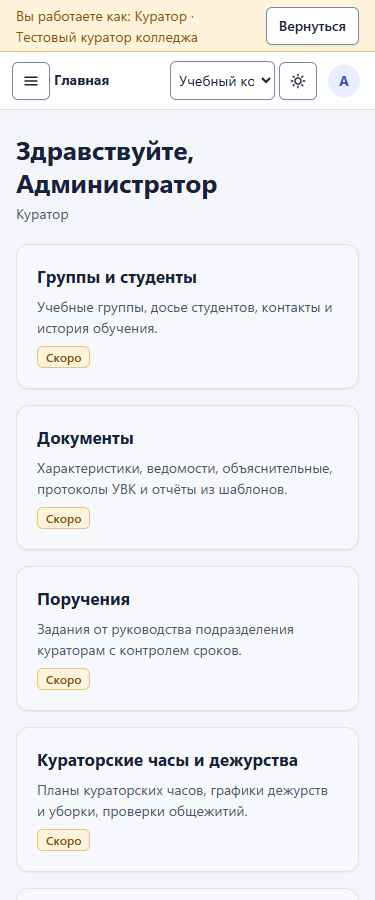 Вы работаете как: Куратор ·
Тестовый куратор колледжа
Вернуться
Главная
Учебный ко
А
Здравствуйте,
Администратор
Куратор
Группы и студенты
Учебные группы, досье студентов, контакты и
история обучения.
Скоро
Документы
Характеристики, ведомости, объяснительные,
протоколы УВК и отчёты из шаблонов.
Скоро
Поручения
Задания от руководства подразделения
кураторам с контролем сроков.
Скоро
Кураторские часы и дежурства
Планы кураторских часов, графики дежурств
и уборки, проверки общежитий.
Скоро